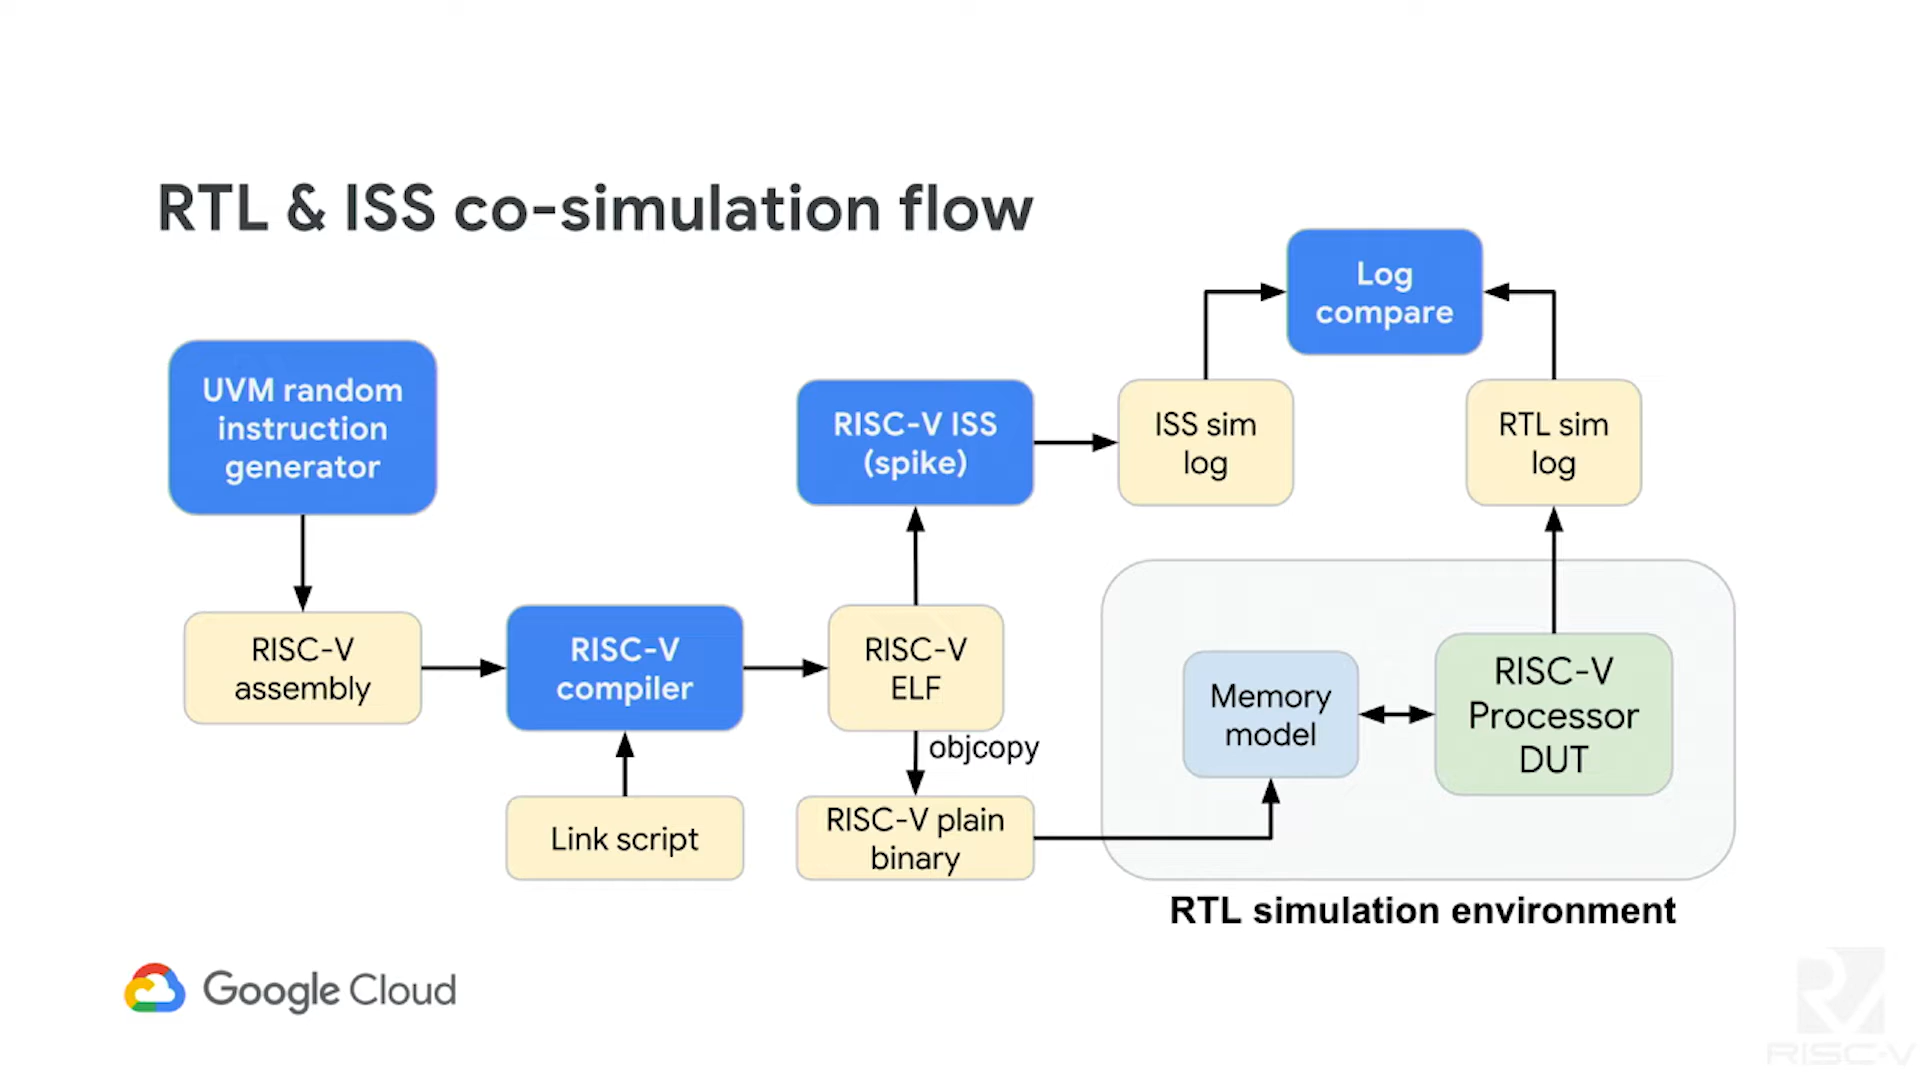 RTL & ISS co-simulation flow
Log
compare
UVM random
instruction
generator
RISC-V ISS
(spike)
ISS sim
log
RTL sim
log
RISC-V
assembly
RISC-V
compiler
RISC-V
ELF
objcopy
Memory
model
RISC-V
Processor
DUT
Link script
RISC-V plain
binary
RTL simulation environment
Google Cloud
RISC-V